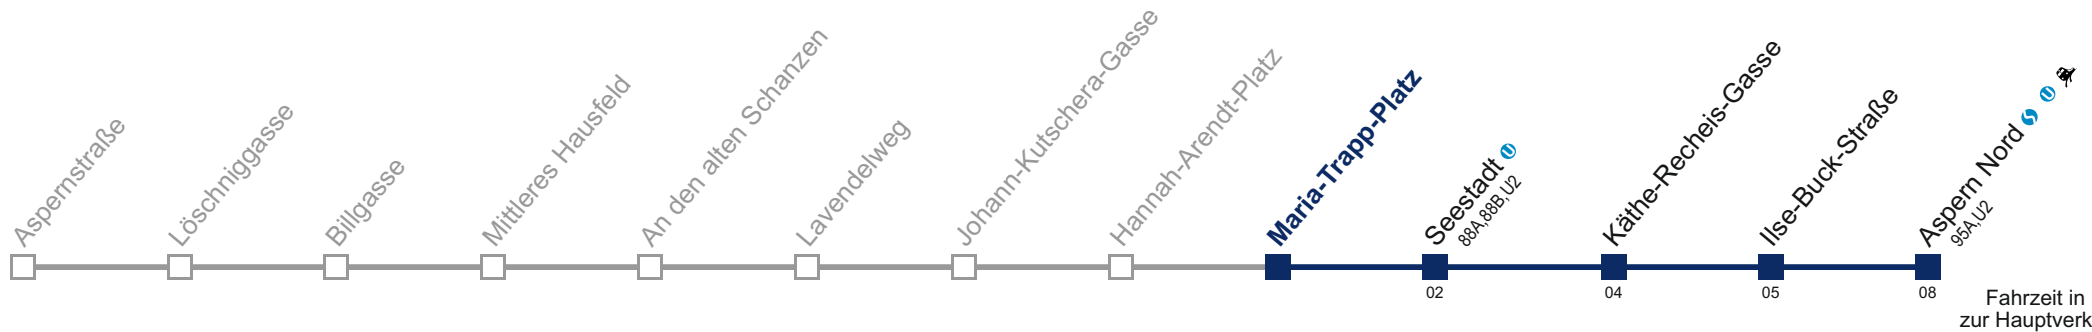 Aspernstraße
Löschniggasse
Billgasse
Mittleres Hausfeld
An den alten Schanzen
Lavendelweg
Johann-Kutschera-Gasse
Hannah-Arendt-Platz
Maria-Trapp-Platz
Seestadt U
88A,88B,U2
Käthe-Recheis-Gasse
Ilse-Buck-Straße
Aspern Nord S U
95A,U2
02
04
05
08
Fahrzeit in
zur Hauptverk